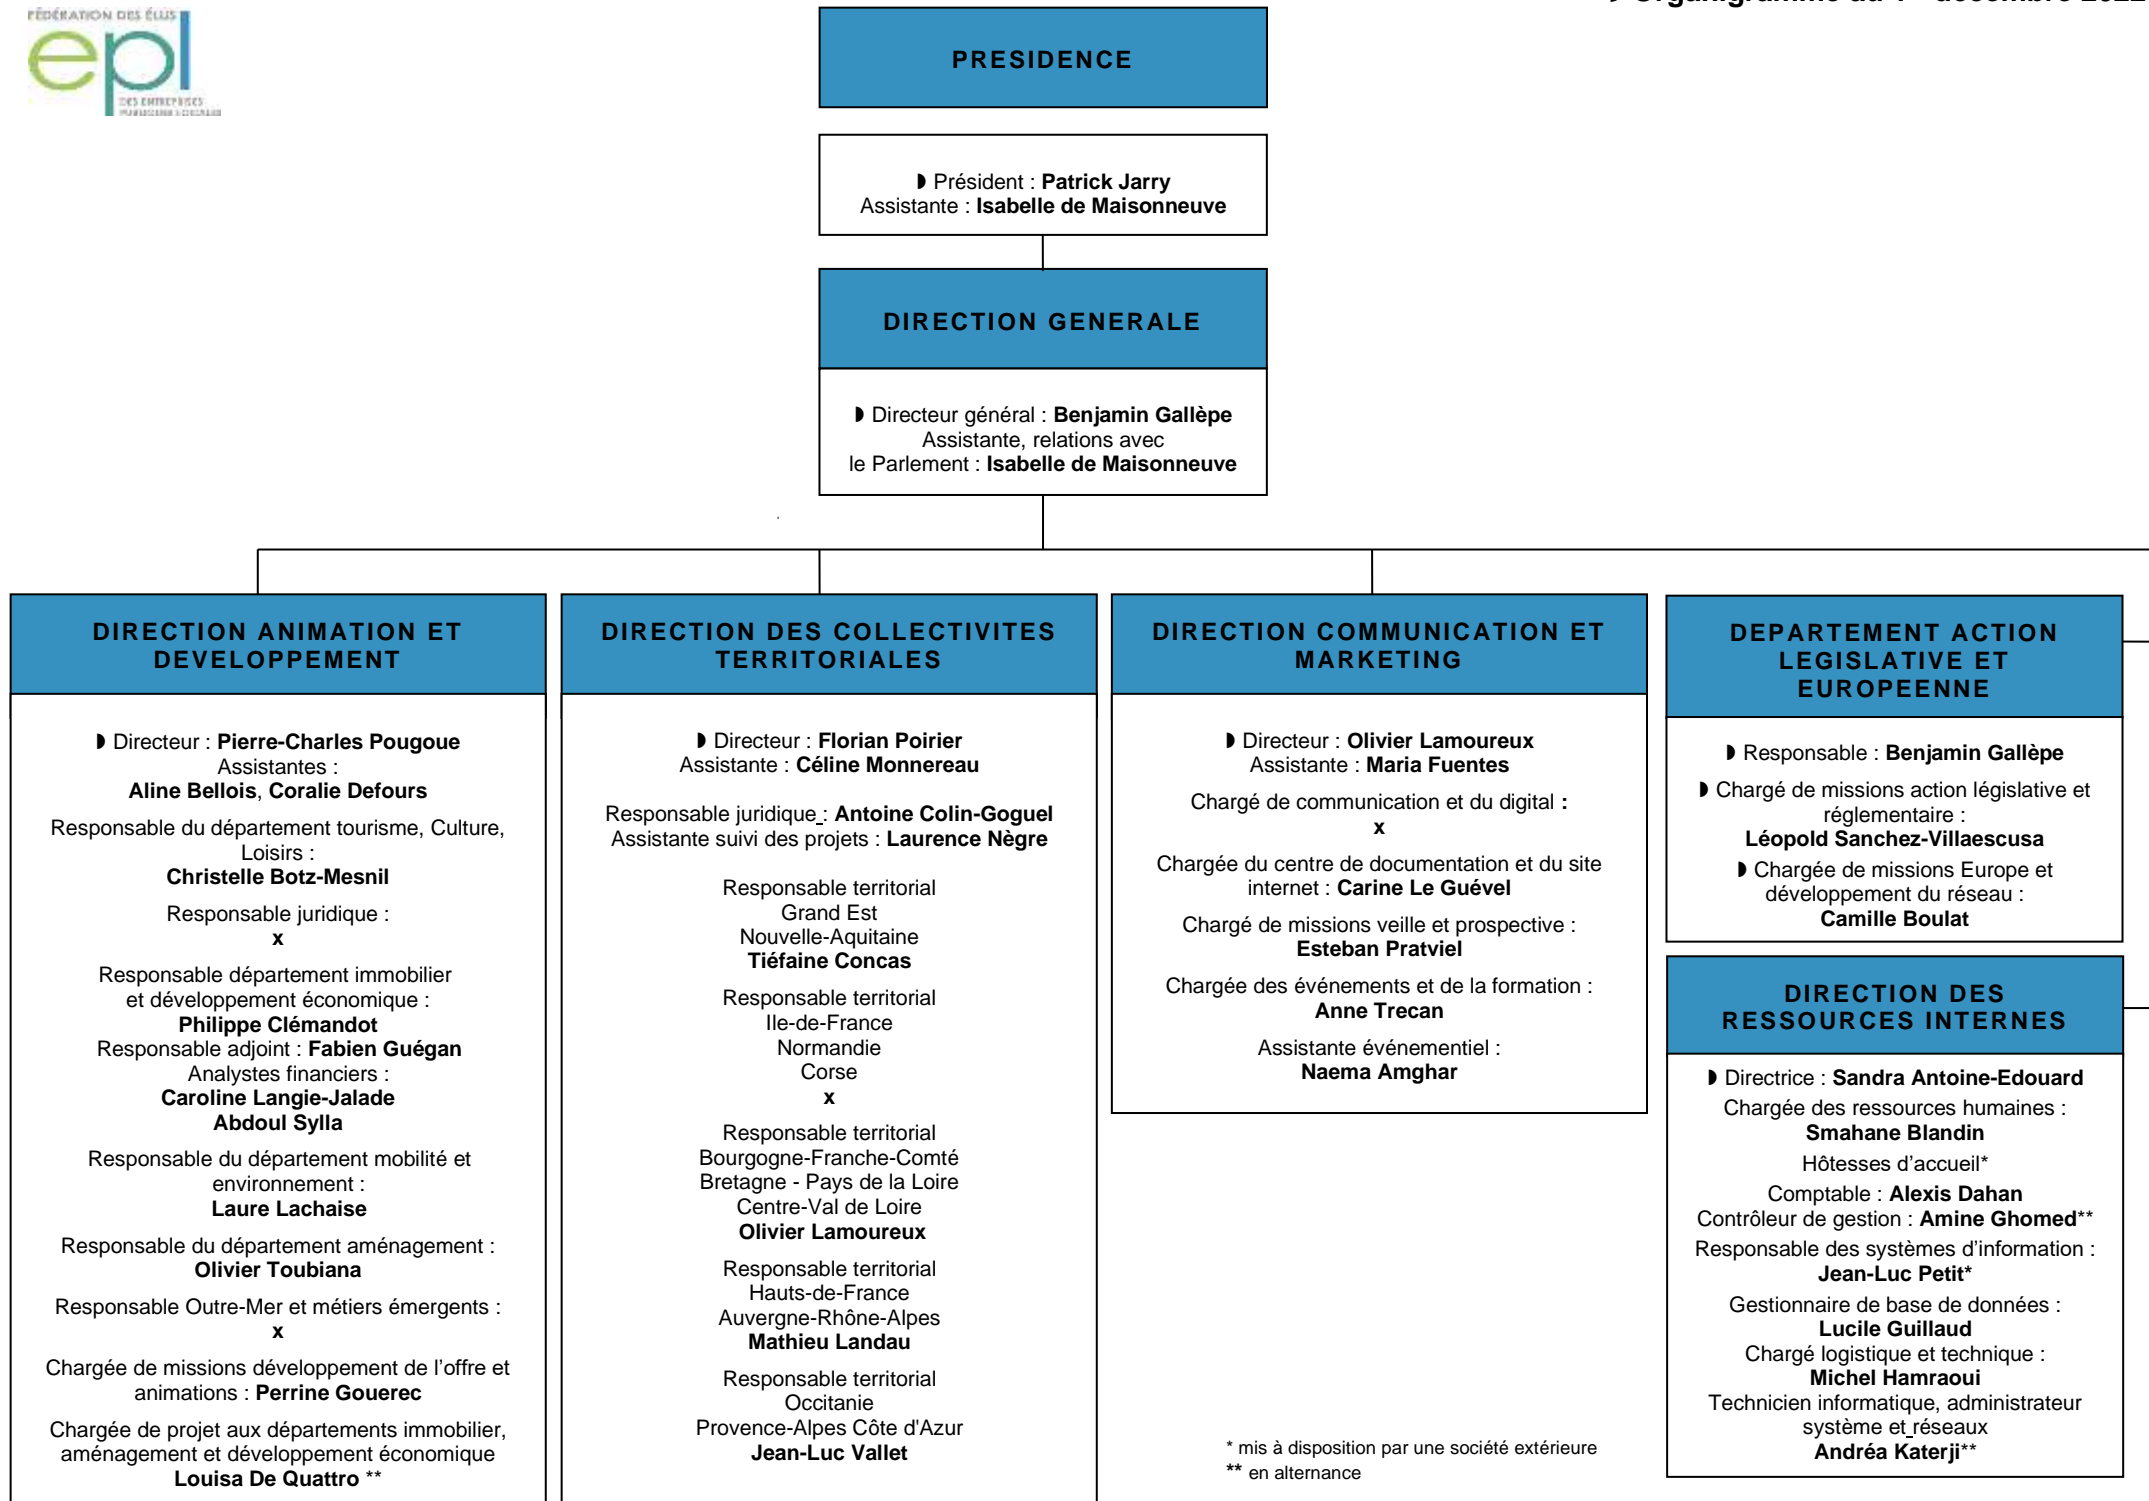 FÉDÉRATION DES ÉLUS
epl
DES ENTREPRISES
PUBLIQUES LOCALES
PRESIDENCE
◗ Président : Patrick Jarry
Assistante : Isabelle de Maisonneuve
DIRECTION GENERALE
◗ Directeur général : Benjamin Gallèpe
Assistante, relations avec
le Parlement : Isabelle de Maisonneuve
DIRECTION ANIMATION ET
DEVELOPPEMENT
◗ Directeur : Pierre-Charles Pougoue
Assistantes :
Aline Bellois, Coralie Defours
Responsable du département tourisme, Culture,
Loisirs :
Christelle Botz-Mesnil
Responsable juridique :
x
Responsable département immobilier
et développement économique :
Philippe Clémandot
Responsable adjoint : Fabien Guégan
Analystes financiers :
Caroline Langie-Jalade
Abdoul Sylla
Responsable du département mobilité et
environnement :
Laure Lachaise
Responsable du département aménagement :
Olivier Toubiana
Responsable Outre-Mer et métiers émergents :
x
Chargée de missions développement de l'offre et
animations : Perrine Gouerec
Chargée de projet aux départements immobilier,
aménagement et développement économique
Louisa De Quattro **
DIRECTION DES COLLECTIVITES
TERRITORIALES
◗ Directeur : Florian Poirier
Assistante : Céline Monnereau
Responsable juridique : Antoine Colin-Goguel
Assistante suivi des projets : Laurence Nègre
Responsable territorial
Grand Est
Nouvelle-Aquitaine
Tiéfaine Concas
Responsable territorial
Ile-de-France
Normandie
Corse
x
Responsable territorial
Bourgogne-Franche-Comté
Bretagne - Pays de la Loire
Centre-Val de Loire
Olivier Lamoureux
Responsable territorial
Hauts-de-France
Auvergne-Rhône-Alpes
Mathieu Landau
Responsable territorial
Occitanie
Provence-Alpes Côte d'Azur
Jean-Luc Vallet
DIRECTION COMMUNICATION ET
MARKETING
◗ Directeur : Olivier Lamoureux
Assistante : Maria Fuentes
Chargé de communication et du digital :
x
Chargée du centre de documentation et du site
internet : Carine Le Guével
Chargé de missions veille et prospective :
Esteban Pratviel
Chargée des événements et de la formation :
Anne Trecan
Assistante événementiel :
Naema Amghar
* mis à disposition par une société extérieure
** en alternance
DEPARTEMENT ACTION
LEGISLATIVE ET
EUROPEENNE
◗ Responsable : Benjamin Gallèpe
◗ Chargé de missions action législative et
réglementaire :
Léopold Sanchez-Villaescusa
◗ Chargée de missions Europe et
développement du réseau :
Camille Boulat
DIRECTION DES
RESSOURCES INTERNES
◗ Directrice : Sandra Antoine-Edouard
Chargée des ressources humaines :
Smahane Blandin
Hôtesses d'accueil*
Comptable : Alexis Dahan
Contrôleur de gestion : Amine Ghomed**
Responsable des systèmes d'information :
Jean-Luc Petit*
Gestionnaire de base de données :
Lucile Guillaud
Chargé logistique et technique :
Michel Hamraoui
Technicien informatique, administrateur
système et réseaux
Andréa Katerji**